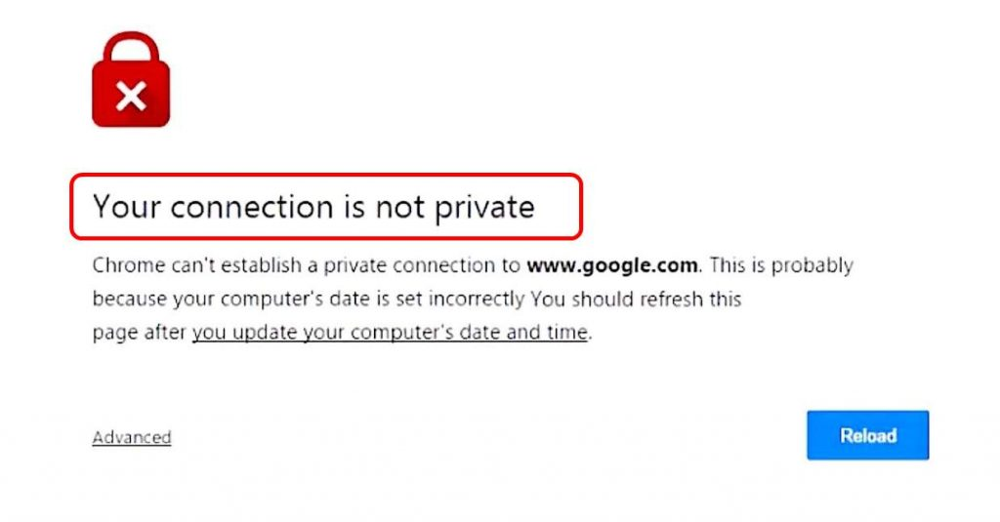 Your connection is not private
Chrome can't establish a private connection to www.google.com. This is probably
because your computer's date is set incorrectly You should refresh this
page after you update your computer's date and time.
Advanced
Reload